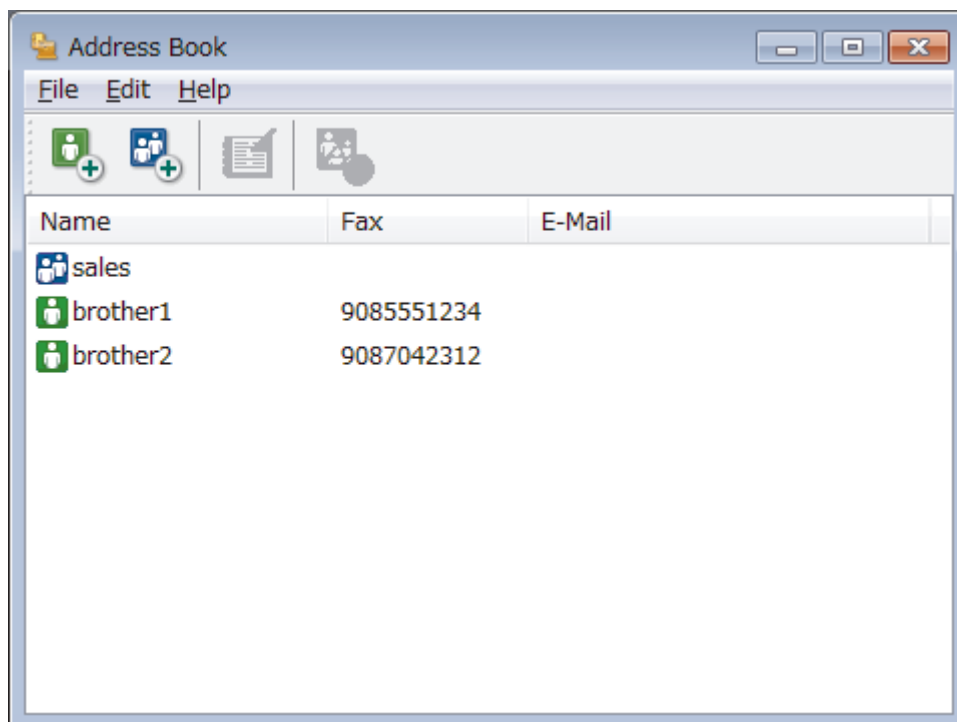 Address Book
File Edit Help
Name Fax E-Mail
sales
brother1 9085551234
brother2 9087042312